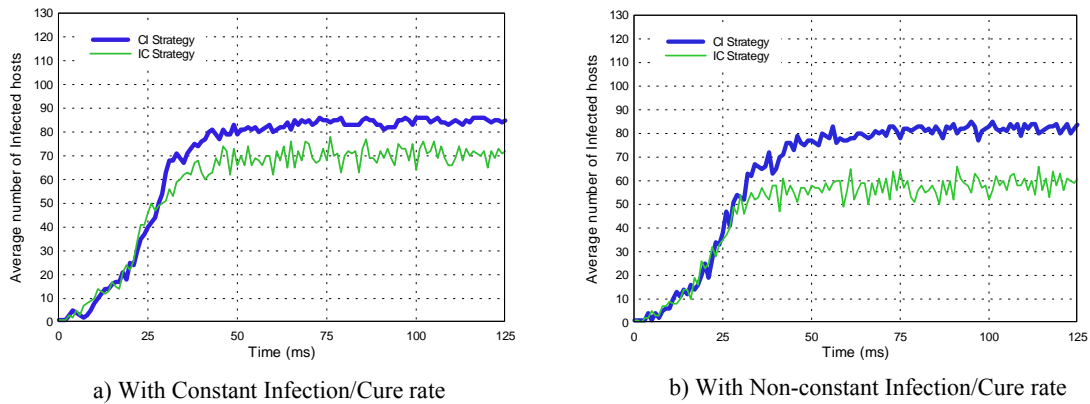 130
120
110
100
90
80
70
60
50
40
30
20
10
0
Average number of Infected hosts
CI Strategy
IC Strategy
0 25 50 75 100 125
Time (ms)
a) With Constant Infection/Cure rate
130
120
110
100
90
80
70
60
50
40
30
20
10
0
Average number of Infected hosts
CI Strategy
IC Strategy
0 25 50 75 100 125
Time (ms)
b) With Non-constant Infection/Cure rate